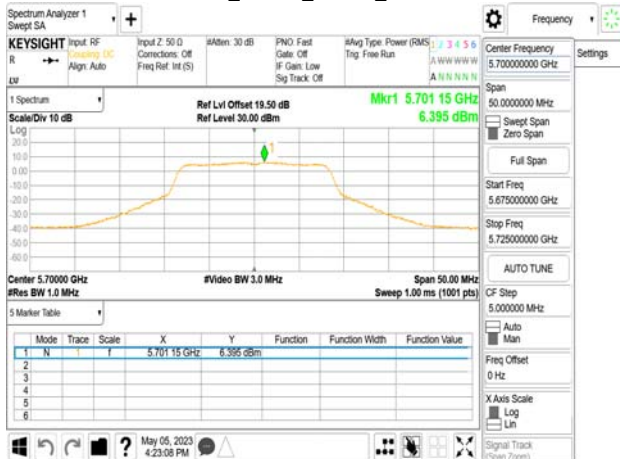 Spectrum Analyzer 1
Swept SA
+
Frequency
KEYSIGHT
R
Input: RF
Coupling: DC
Align: Auto
Input Z: 50 Ω
Corrections: Off
Freq Ref: Int (S)
#Atten: 30 dB
PNO: Fast
Gate: Off
IF Gain: Low
Sig Track: Off
#Avg Type: Power (RMS)
Trig: Free Run
1 2 3 4 5 6
A W W W W W
A N N N N N
1 Spectrum
Scale/Div 10 dB
Log
Ref Lvl Offset 19.50 dB
Ref Level 30.00 dBm
Mkr1 5.701 15 GHz
6.395 dBm
20.0
10.0
0.00
-10.0
-20.0
-30.0
-40.0
-50.0
-60.0
1
Center 5.70000 GHz
#Res BW 1.0 MHz
#Video BW 3.0 MHz
Span 50.00 MHz
Sweep 1.00 ms (1001 pts)
5 Marker Table
Mode Trace Scale X Y Function Function Width Function Value
1 N 1 f 5.701 15 GHz 6.395 dBm
2
3
4
5
6
?
May 05, 2023
4:23:08 PM
Center Frequency
5.700000000 GHz
Settings
Span
50.0000000 MHz
Swept Span
Zero Span
Full Span
Start Freq
5.675000000 GHz
Stop Freq
5.725000000 GHz
AUTO TUNE
CF Step
5.000000 MHz
Auto
Man
Freq Offset
0 Hz
X Axis Scale
Log
Lin
Signal Track
(Span Zoom)